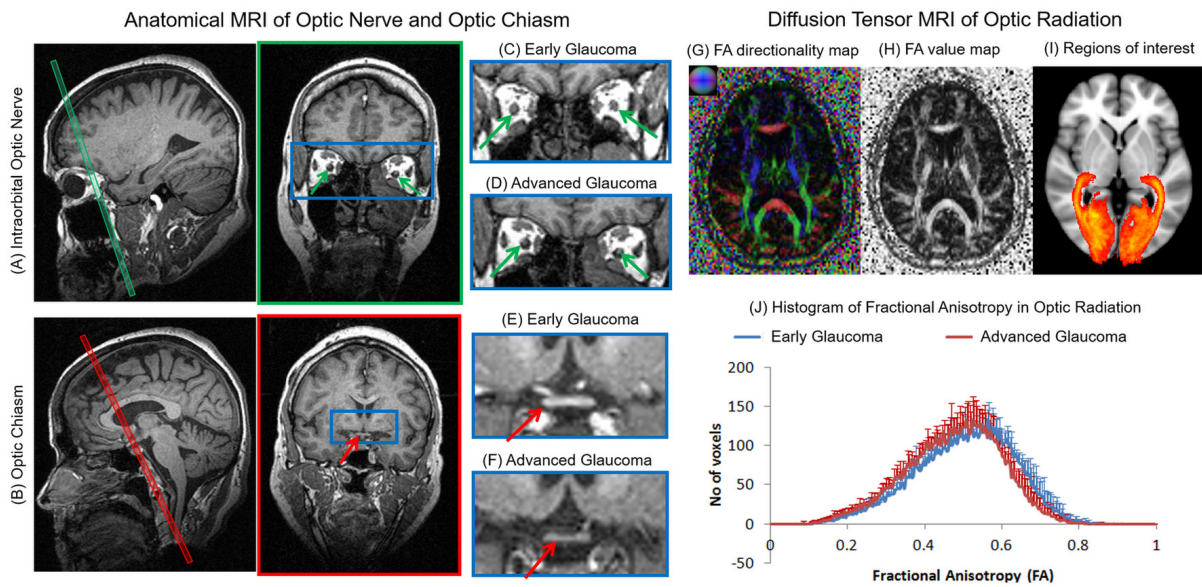 Anatomical MRI of Optic Nerve and Optic Chiasm
Diffusion Tensor MRI of Optic Radiation
(A) Intraorbital Optic Nerve
(C) Early Glaucoma
(D) Advanced Glaucoma
(B) Optic Chiasm
(E) Early Glaucoma
(F) Advanced Glaucoma
(G) FA directionality map
(H) FA value map
(I) Regions of interest
(J) Histogram of Fractional Anisotropy in Optic Radiation
Early Glaucoma
Advanced Glaucoma
No of voxels
200
150
100
50
0
-50
0
0.2
0.4
0.6
0.8
1
Fractional Anisotropy (FA)